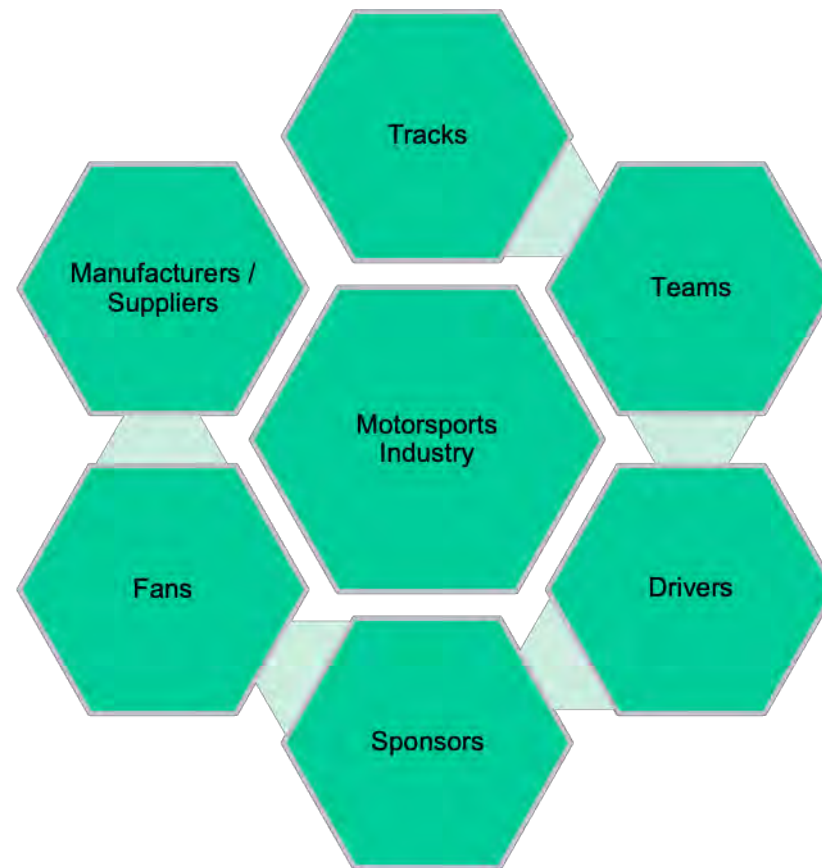 Tracks
Manufacturers /
Suppliers
Teams
Motorsports
Industry
Fans
Drivers
Sponsors